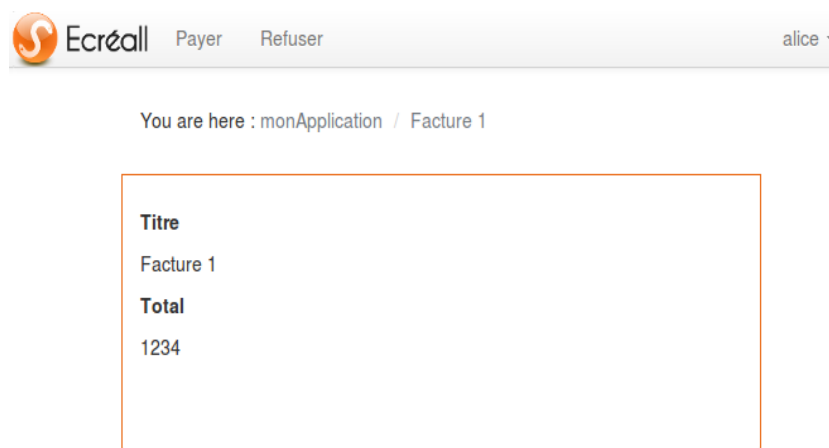 Ecréall Payer Refuser alice
You are here : monApplication / Facture 1
Titre
Facture 1
Total
1234